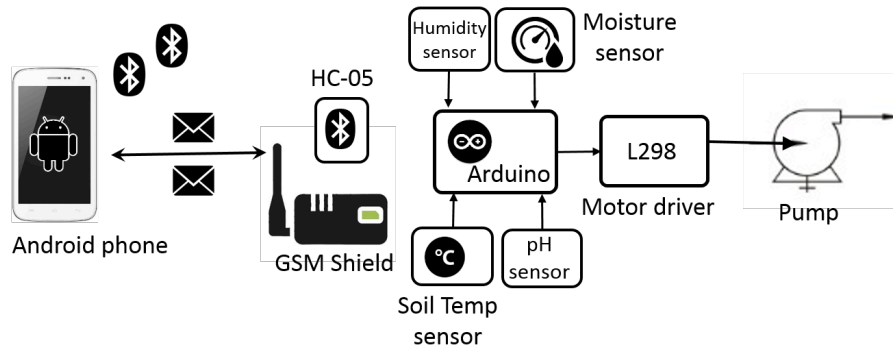 Humidity
sensor
Moisture
sensor
HC-05
Arduino
L298
Motor driver
Pump
Android phone
GSM Shield
°C
pH
sensor
Soil Temp
sensor